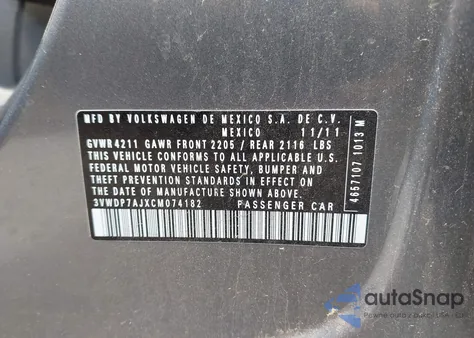 MFD BY VOLKSWAGEN DE MEXICO S.A. DE C.V.
MEXICO 11/11
GVWR4211 GAWR FRONT 2205 / REAR 2116 LBS
THIS VEHICLE CONFORMS TO ALL APPLICABLE U.S.
FEDERAL MOTOR VEHICLE SAFETY, BUMPER AND
THEFT PREVENTION STANDARDS IN EFFECT ON
DATE OF MANUFACTURE SHOWN ABOVE.
3VWDP7AJXCM074182 PASSENGER CAR
4657107 1013 M
autoSnap